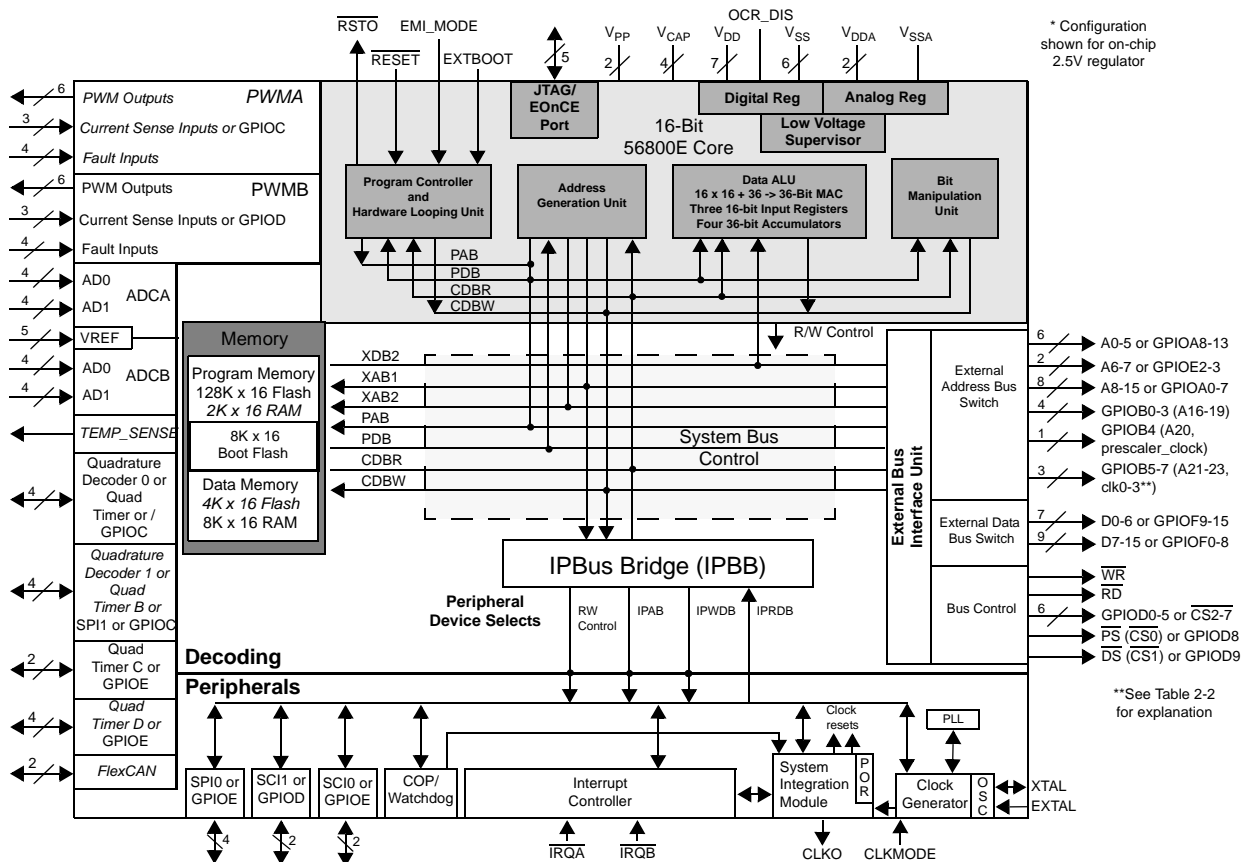 RSTO
EMI_MODE
RESET
EXTBOOT
5
V_PP
2
V_CAP
4
V_DD
7
OCR_DIS
V_SS
6
V_DDA
2
V_SSA
* Configuration
shown for on-chip
2.5V regulator
6
PWM Outputs
PWMA
3
Current Sense Inputs or GPIOC
4
Fault Inputs
6
PWM Outputs
PWMB
3
Current Sense Inputs or GPIOD
4
Fault Inputs
4
AD0
ADCA
4
AD1
5
VREF
4
AD0
ADCB
4
AD1
TEMP_SENSE
4
Quadrature
Decoder 0 or
Quad
Timer or /
GPIOC
4
Quadrature
Decoder 1 or
Quad
Timer B or
SPI1 or GPIOC
2
Quad
Timer C or
GPIOE
4
Quad
Timer D or
GPIOE
2
FlexCAN
JTAG/
EOnCE
Port
Digital Reg
Analog Reg
Low Voltage
Supervisor
16-Bit
56800E Core
Program Controller
and
Hardware Looping Unit
Address
Generation Unit
Data ALU
16 x 16 + 36 -> 36-Bit MAC
Three 16-bit Input Registers
Four 36-bit Accumulators
Bit
Manipulation
Unit
PAB
PDB
CDBR
CDBW
R/W Control
Memory
Program Memory
128K x 16 Flash
2K x 16 RAM
8K x 16
Boot Flash
Data Memory
4K x 16 Flash
8K x 16 RAM
XDB2
XAB1
XAB2
PAB
PDB
CDBR
CDBW
System Bus
Control
External Bus
Interface Unit
External
Address Bus
Switch
External Data
Bus Switch
Bus Control
6
A0-5 or GPIOA8-13
2
A6-7 or GPIOE2-3
8
A8-15 or GPIOA0-7
4
GPIOB0-3 (A16-19)
1
GPIOB4 (A20,
prescaler_clock)
3
GPIOB5-7 (A21-23,
clk0-3**)
7
D0-6 or GPIOF9-15
9
D7-15 or GPIOF0-8
WR
RD
6
GPIOD0-5 or CS2-7
PS (CS0) or GPIOD8
DS (CS1) or GPIOD9
**See Table 2-2
for explanation
IPBus Bridge (IPBB)
Peripheral
Device Selects
RW
Control
IPAB
IPWDB
IPRDB
Decoding
Peripherals
Clock
resets
PLL
SPI0 or
GPIOE
SCI1 or
GPIOD
SCI0 or
GPIOE
COP/
Watchdog
Interrupt
Controller
System
Integration
Module
POR
Clock
Generator
OSC
XTAL
EXTAL
4
2
2
IRQA
IRQB
CLKO
CLKMODE